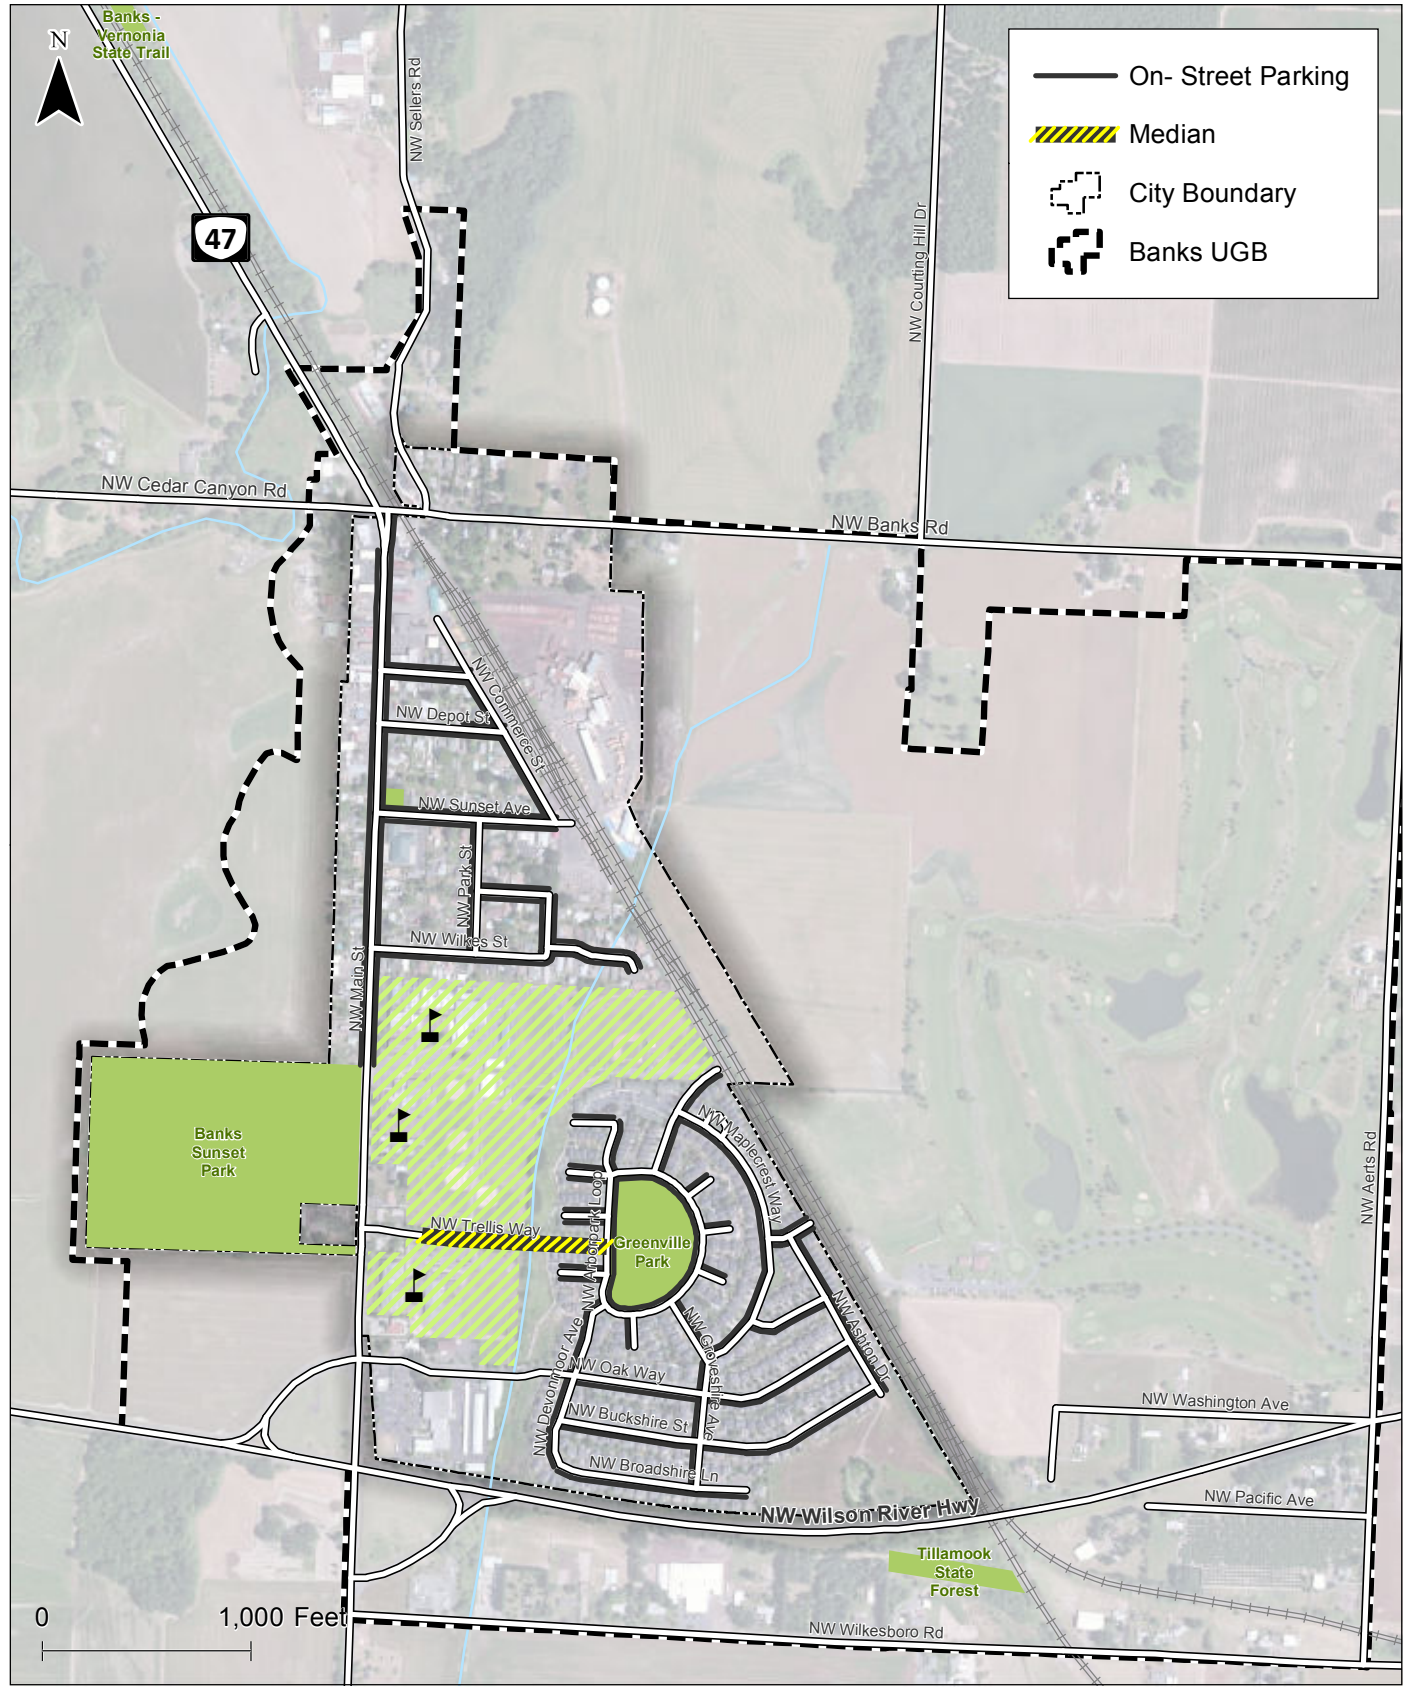 Banks -
Vernonia
State Trail
N
NW Sellers Rd
On- Street Parking
Median
City Boundary
Banks UGB
47
NW Courting Hill Dr
NW Cedar Canyon Rd
NW Banks Rd
NW Commerce St
NW Depot St
NW Sunset Ave
NW Park St
NW Wilkes St
NW Main St
Banks
Sunset
Park
NW Maplecrest Way
NW Aerts Rd
NW Arborpark Loop
NW Trellis Way
Greenville
Park
NW Ashton Dr
NW Groveshire Ave
NW Devonmoor Ave
NW Oak Way
NW Buckshire St
NW Broadshire Ln
NW Washington Ave
NW Pacific Ave
NW Wilson River Hwy
Tillamook
State
Forest
0 1,000 Feet
NW Wilkesboro Rd